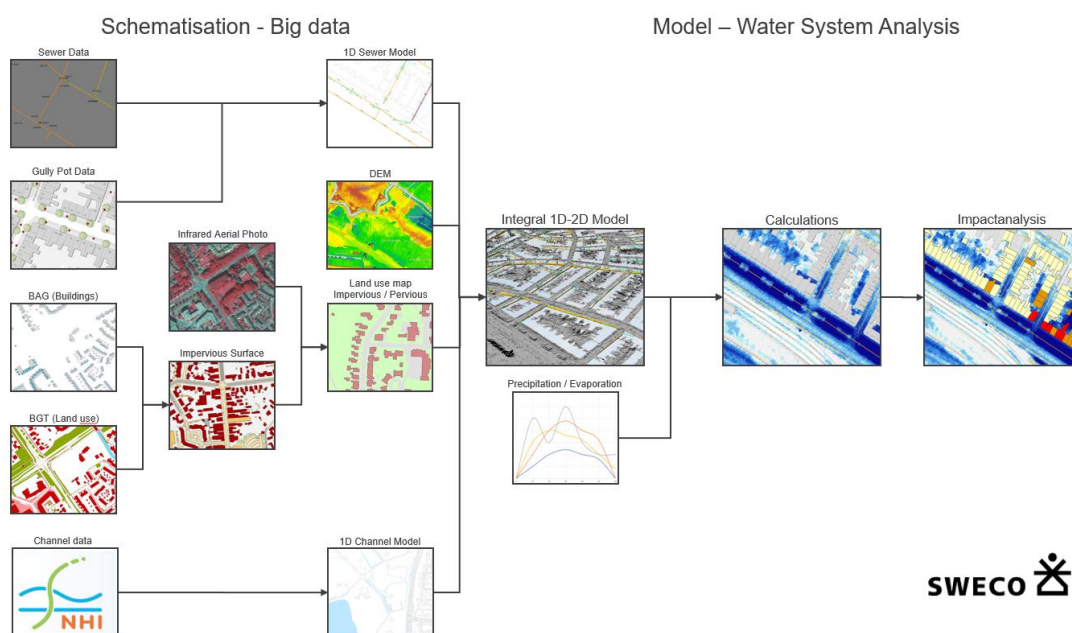 Schematisation - Big data
Model – Water System Analysis
Sewer Data
1D Sewer Model
Gully Pot Data
DEM
Infrared Aerial Photo
Integral 1D-2D Model
Calculations
Impactanalysis
BAG (Buildings)
Land use map
Impervious / Pervious
Impervious Surface
Precipitation / Evaporation
BGT (Land use)
Channel data
1D Channel Model
NHI
SWECO